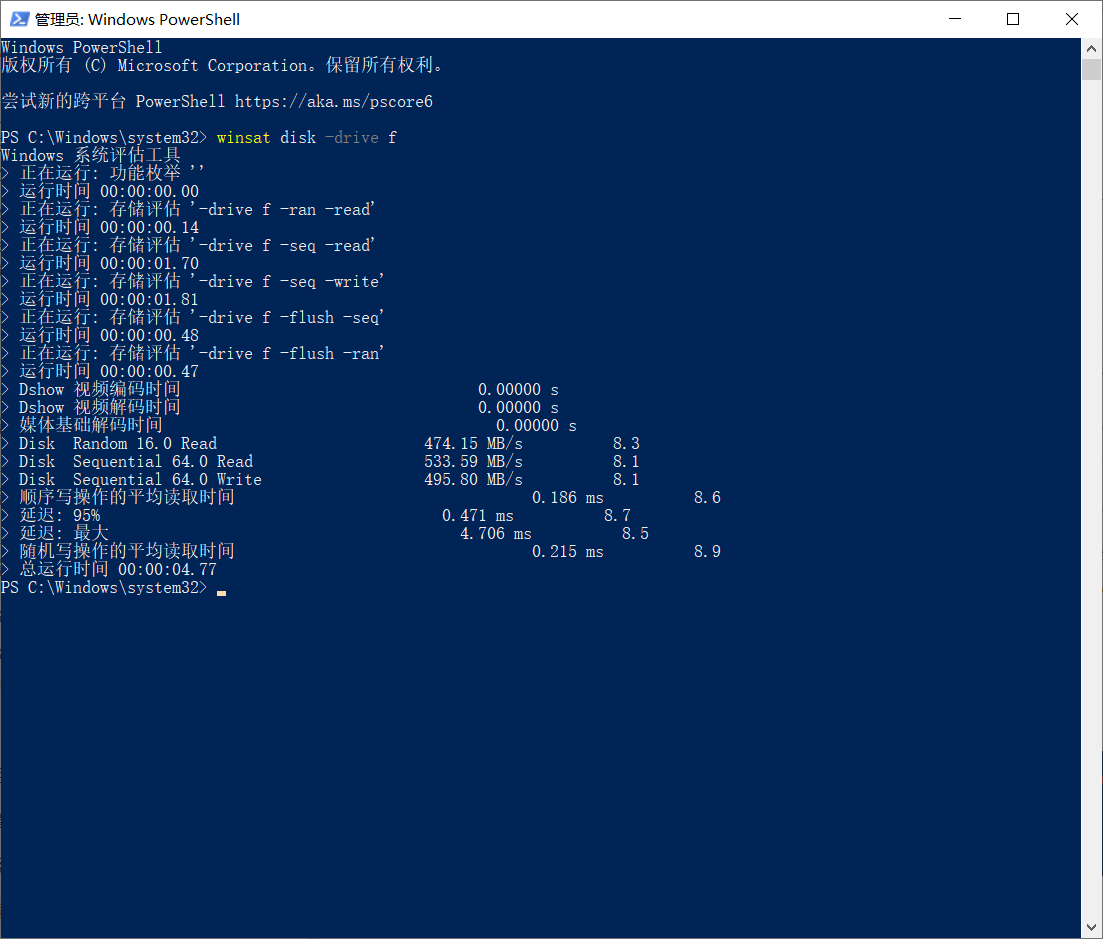 管理员: Windows PowerShell
Windows PowerShell
版权所有 (C) Microsoft Corporation。保留所有权利。
尝试新的跨平台 PowerShell https://aka.ms/pscore6
PS C:\Windows\system32> winsat disk -drive f
Windows 系统评估工具
> 正在运行: 功能枚举 ''
> 运行时间 00:00:00.00
> 正在运行: 存储评估 '-drive f -ran -read'
> 运行时间 00:00:00.14
> 正在运行: 存储评估 '-drive f -seq -read'
> 运行时间 00:00:01.70
> 正在运行: 存储评估 '-drive f -seq -write'
> 运行时间 00:00:01.81
> 正在运行: 存储评估 '-drive f -flush -seq'
> 运行时间 00:00:00.48
> 正在运行: 存储评估 '-drive f -flush -ran'
> 运行时间 00:00:00.47
> Dshow 视频编码时间 0.00000 s
> Dshow 视频解码时间 0.00000 s
> 媒体基础解码时间 0.00000 s
> Disk  Random 16.0 Read 474.15 MB/s 8.3
> Disk  Sequential 64.0 Read 533.59 MB/s 8.1
> Disk  Sequential 64.0 Write 495.80 MB/s 8.1
> 顺序写操作的平均读取时间 0.186 ms 8.6
> 延迟: 95% 0.471 ms 8.7
> 延迟: 最大 4.706 ms 8.5
> 随机写操作的平均读取时间 0.215 ms 8.9
> 总运行时间 00:00:04.77
PS C:\Windows\system32>